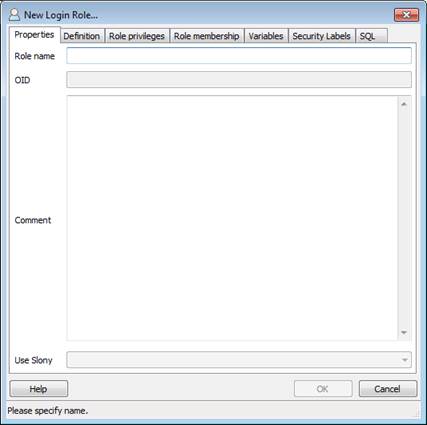 New Login Role...
Properties Definition Role privileges Role membership Variables Security Labels SQL
Role name
OID
Comment
Use Slony
Help OK Cancel
Please specify name.